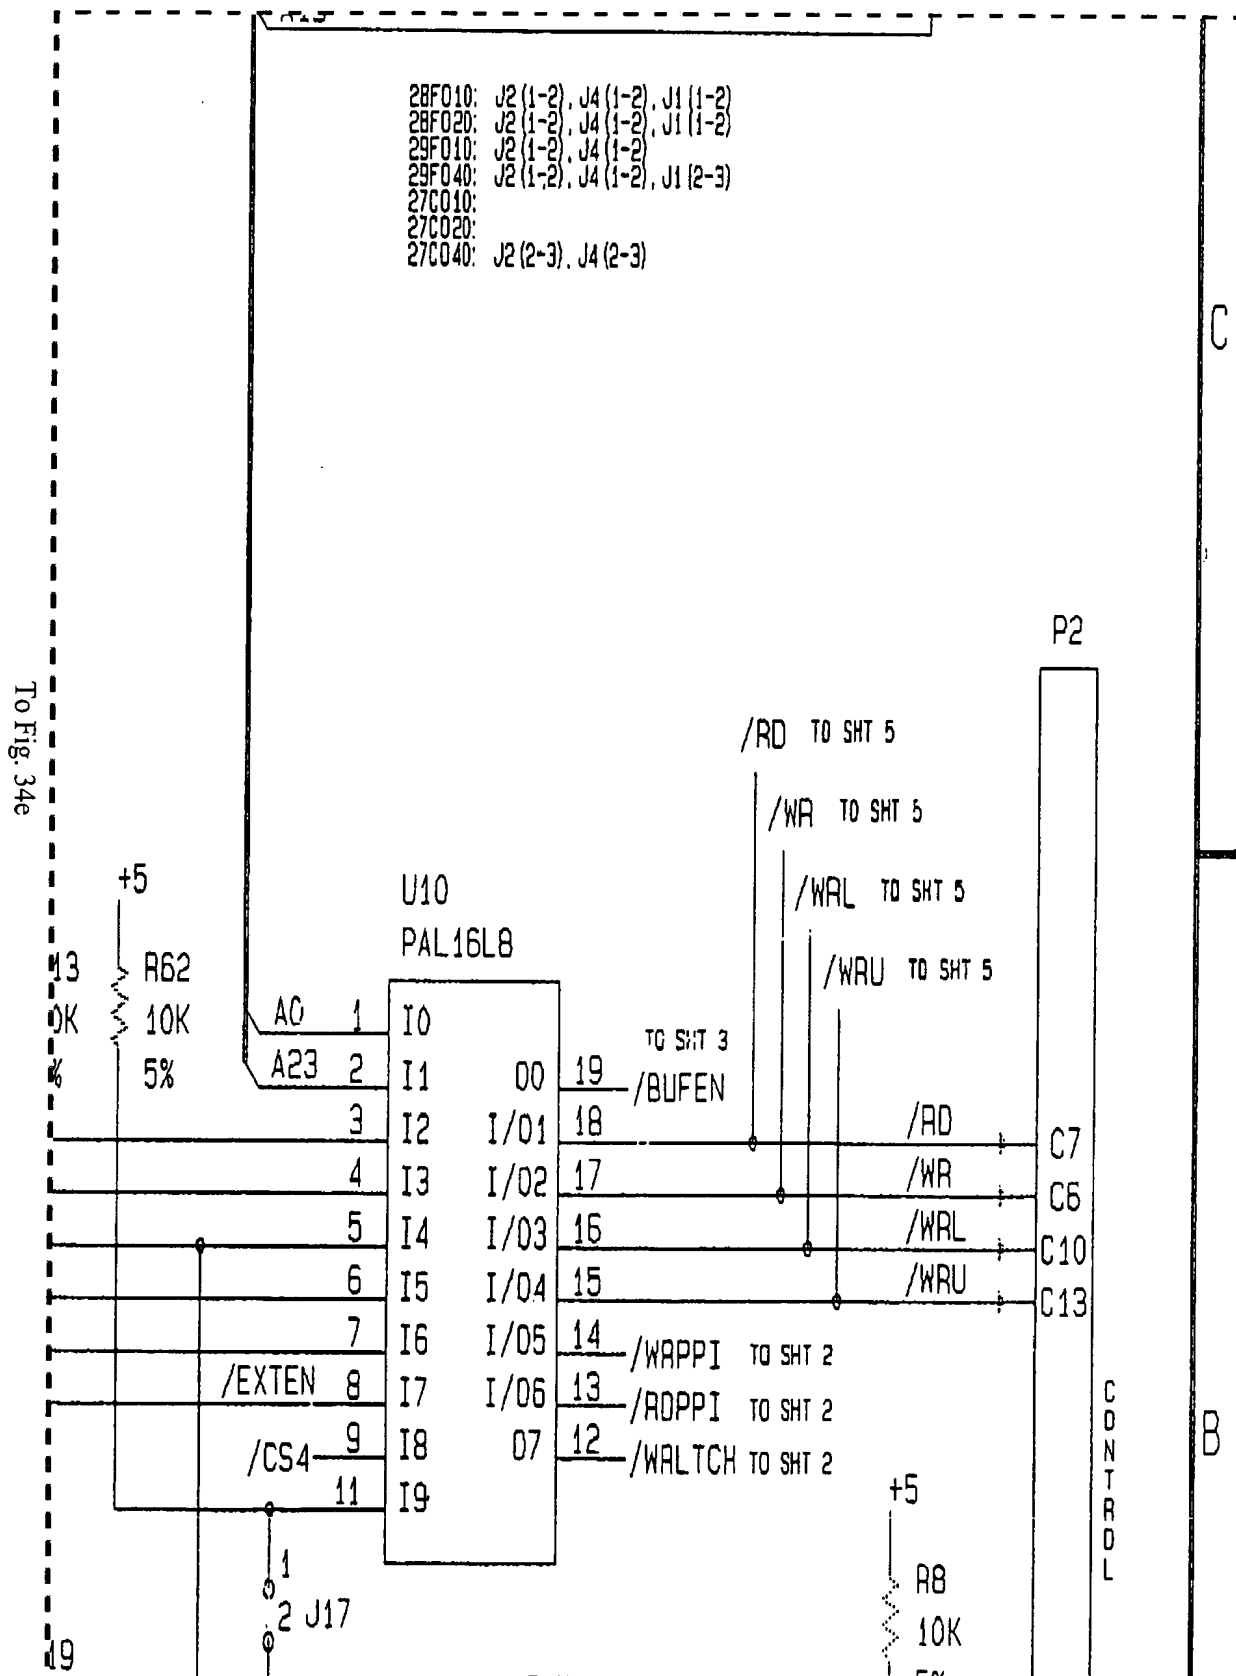 A19
28F010: J2(1-2), J4(1-2), J1(1-2)
28F020: J2(1-2), J4(1-2), J1(1-2)
29F010: J2(1-2), J4(1-2)
29F040: J2(1-2), J4(1-2), J1(2-3)
27C010:
27C020:
27C040: J2(2-3), J4(2-3)
C
P2
/RD TO SHT 5
/WR TO SHT 5
/WRL TO SHT 5
/WRU TO SHT 5
To Fig. 34e
+5
13
0K
%
R62
10K
5%
U10
PAL16L8
A0 1 I0
A23 2 I1
3 I2
4 I3
5 I4
6 I5
7 I6
/EXTEN 8 I7
/CS4 9 I8
11 I9
TO SHT 3
O0 19 /BUFEN
I/O1 18 /RD C7
I/O2 17 /WR C6
I/O3 16 /WRL C10
I/O4 15 /WRU C13
I/O5 14 /WRPPI TO SHT 2
I/O6 13 /RDPPI TO SHT 2
O7 12 /WRLTCH TO SHT 2
CONTROL
B
1
2 J17
19
+5
R8
10K
5%